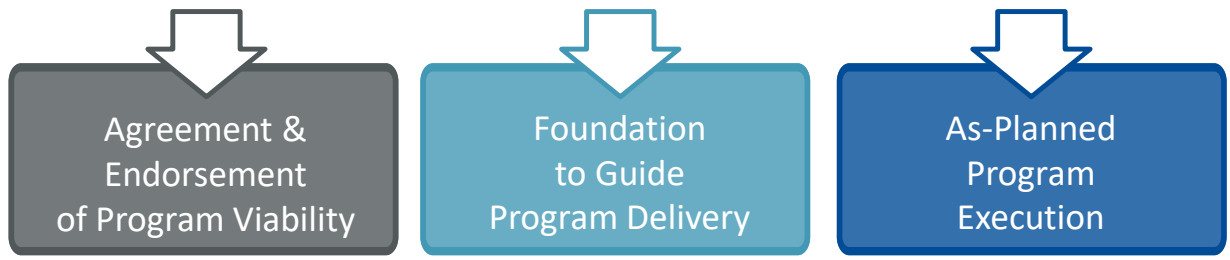 Agreement &
Endorsement
of Program Viability
Foundation
to Guide
Program Delivery
As-Planned
Program
Execution